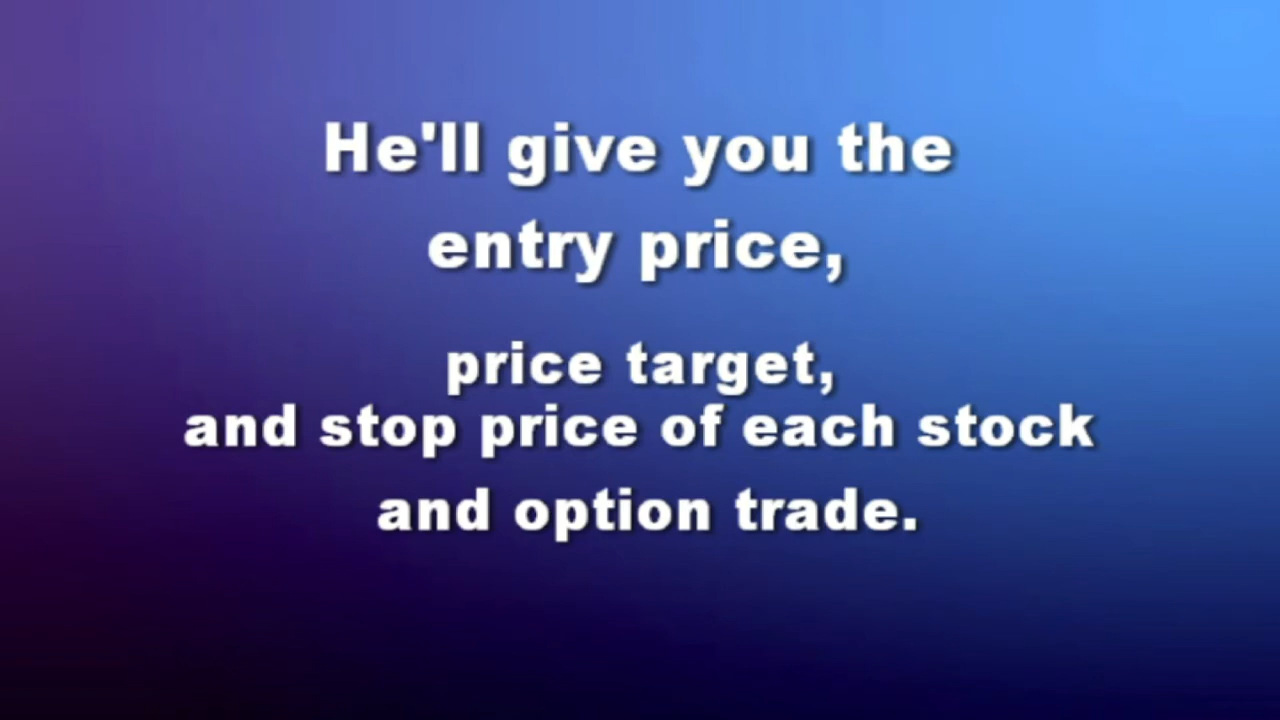 He'll give you the
entry price,
price target,
and stop price of each stock
and option trade.